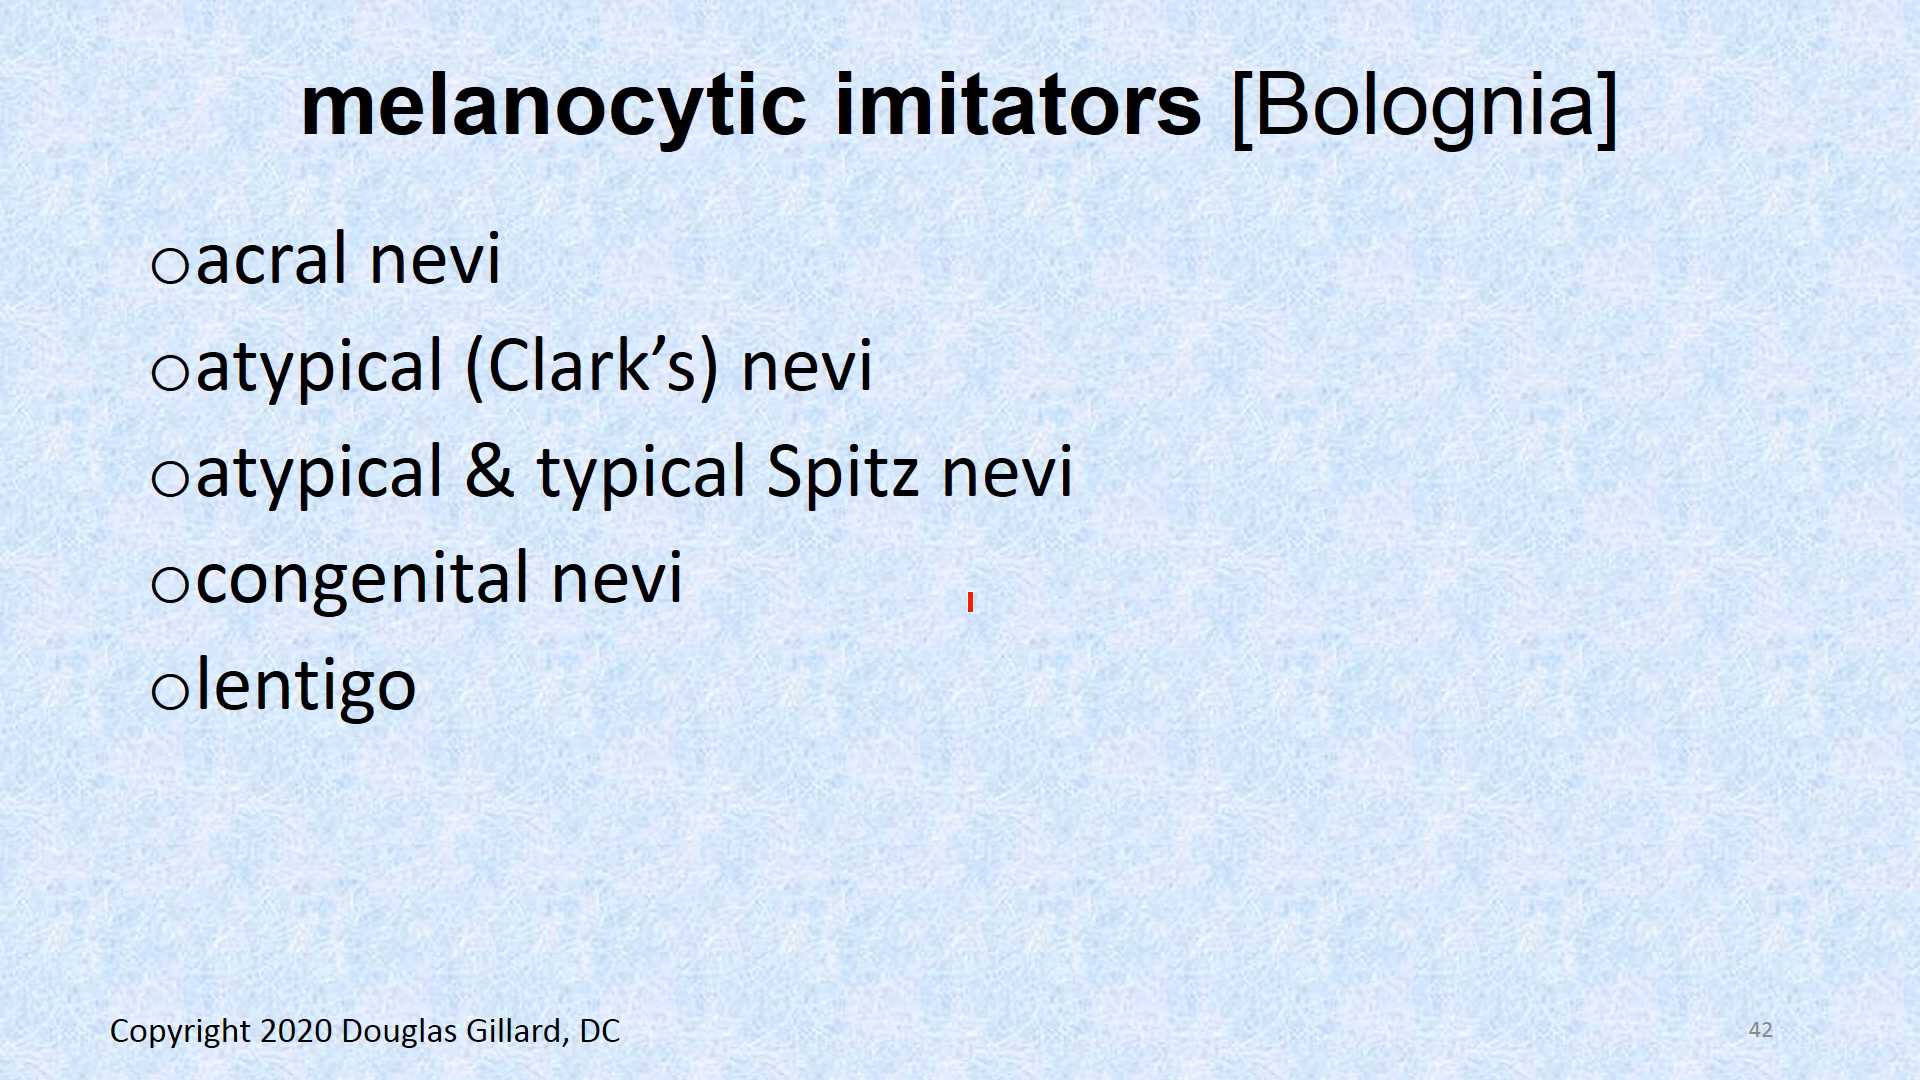 melanocytic imitators [Bolognia]
○acral nevi
○atypical (Clark’s) nevi
○atypical & typical Spitz nevi
○congenital nevi
○lentigo
Copyright 2020 Douglas Gillard, DC
42